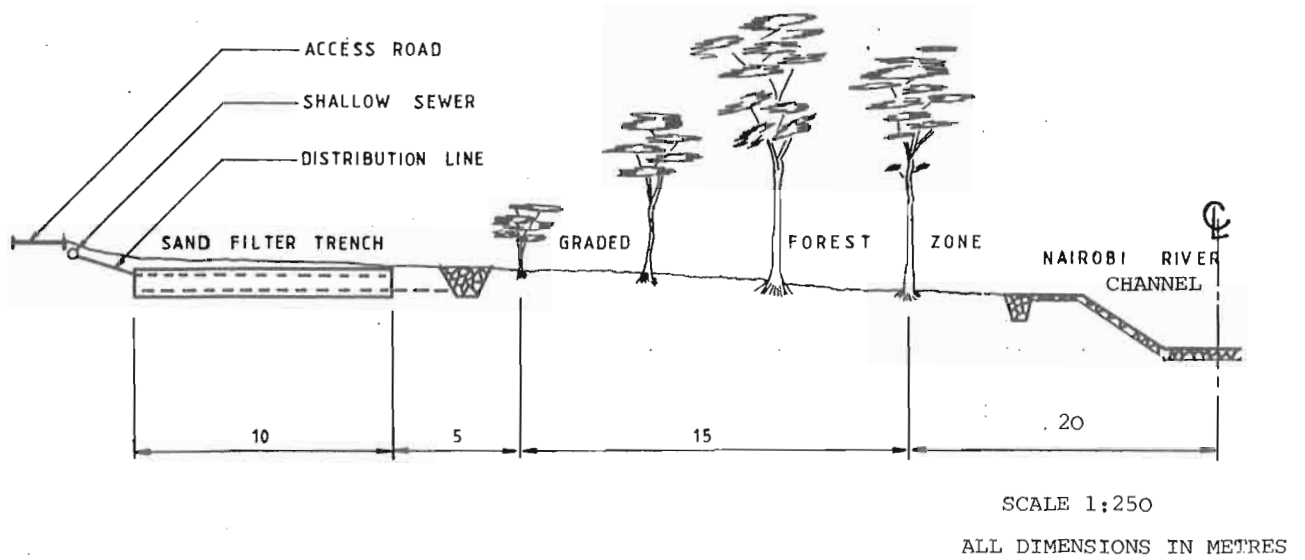 ACCESS ROAD
SHALLOW SEWER
DISTRIBUTION LINE
SAND FILTER TRENCH
GRADED FOREST ZONE
NAIROBI RIVER
CHANNEL
CL
10 5 15 20
SCALE 1:250
ALL DIMENSIONS IN METRES